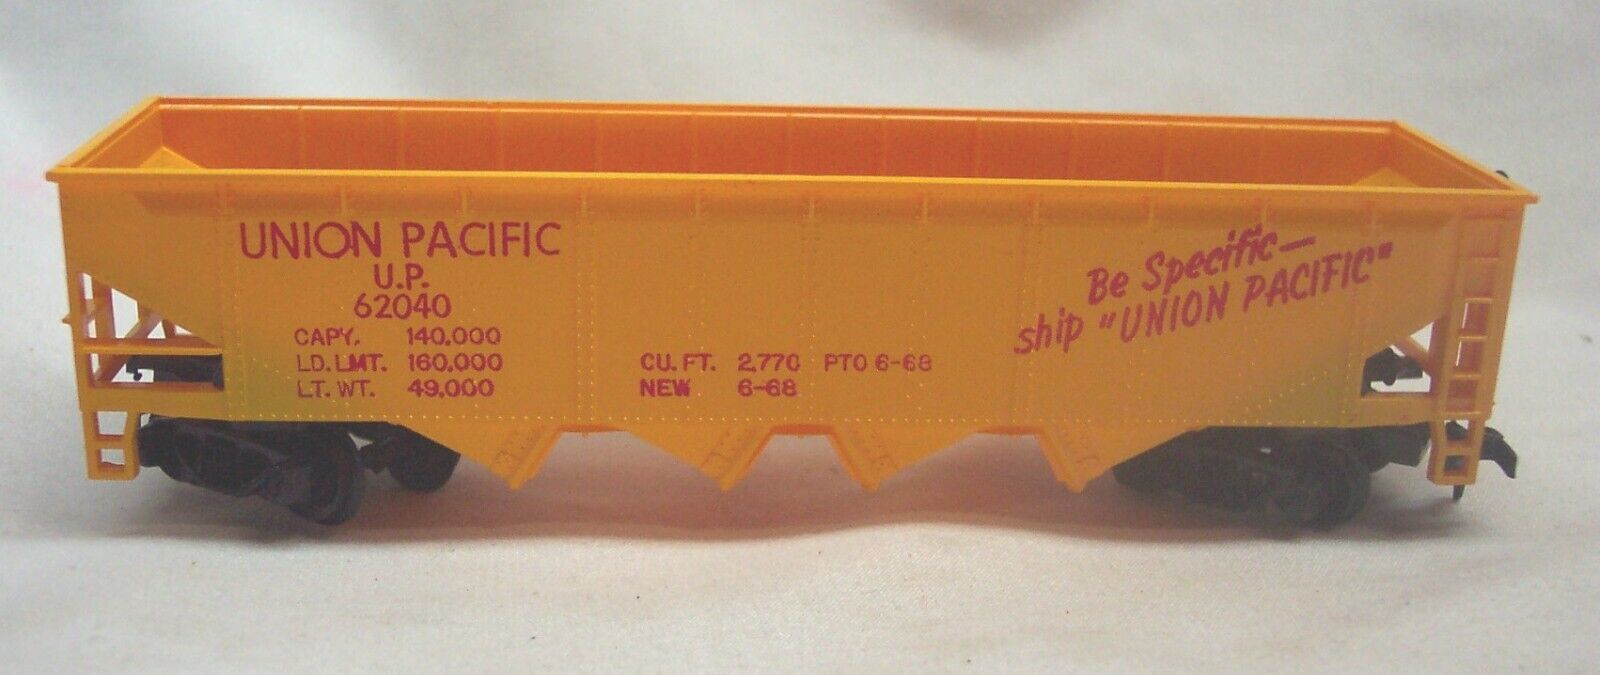 UNION PACIFIC
U.P.
62040
CAPY. 140,000
LD. LMT. 160,000
LT. WT. 49,000
CU. FT. 2,770 PTO 6-68
NEW 6-68
Be Specific—
ship "UNION PACIFIC"